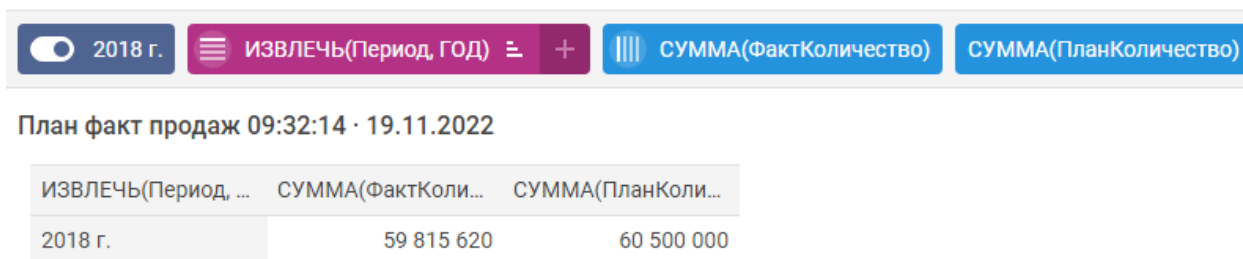 2018 г. ИЗВЛЕЧЬ(Период, ГОД) + СУММА(ФактКоличество) СУММА(ПланКоличество)
План факт продаж 09:32:14 · 19.11.2022
ИЗВЛЕЧЬ(Период, ... СУММА(ФактКоли... СУММА(ПланКоли...
2018 г. 59 815 620 60 500 000